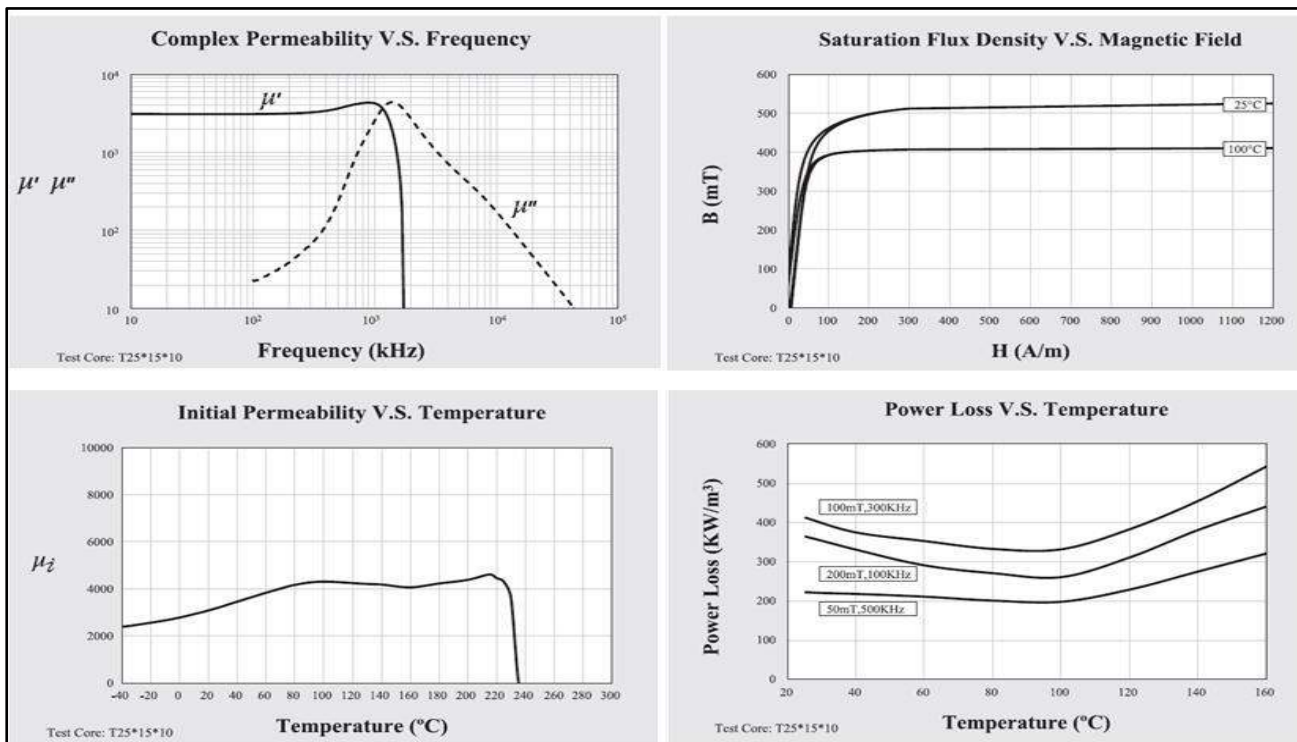 Complex Permeability V.S. Frequency
10⁴
10³
10²
10
μ' μ"
μ'
μ"
10 10² 10³ 10⁴ 10⁵
Frequency (kHz)
Test Core: T25*15*10
Saturation Flux Density V.S. Magnetic Field
600
500
400
300
200
100
0
B (mT)
25°C
100°C
0 100 200 300 400 500 600 700 800 900 1000 1100 1200
H (A/m)
Test Core: T25*15*10
Initial Permeability V.S. Temperature
10000
8000
6000
4000
2000
0
μi
-40 -20 0 20 40 60 80 100 120 140 160 180 200 220 240 260 280 300
Temperature (ºC)
Test Core: T25*15*10
Power Loss V.S. Temperature
600
500
400
300
200
100
0
Power Loss (KW/m³)
100mT,300KHz
200mT,100KHz
50mT,500KHz
20 40 60 80 100 120 140 160
Temperature (ºC)
Test Core: T25*15*10